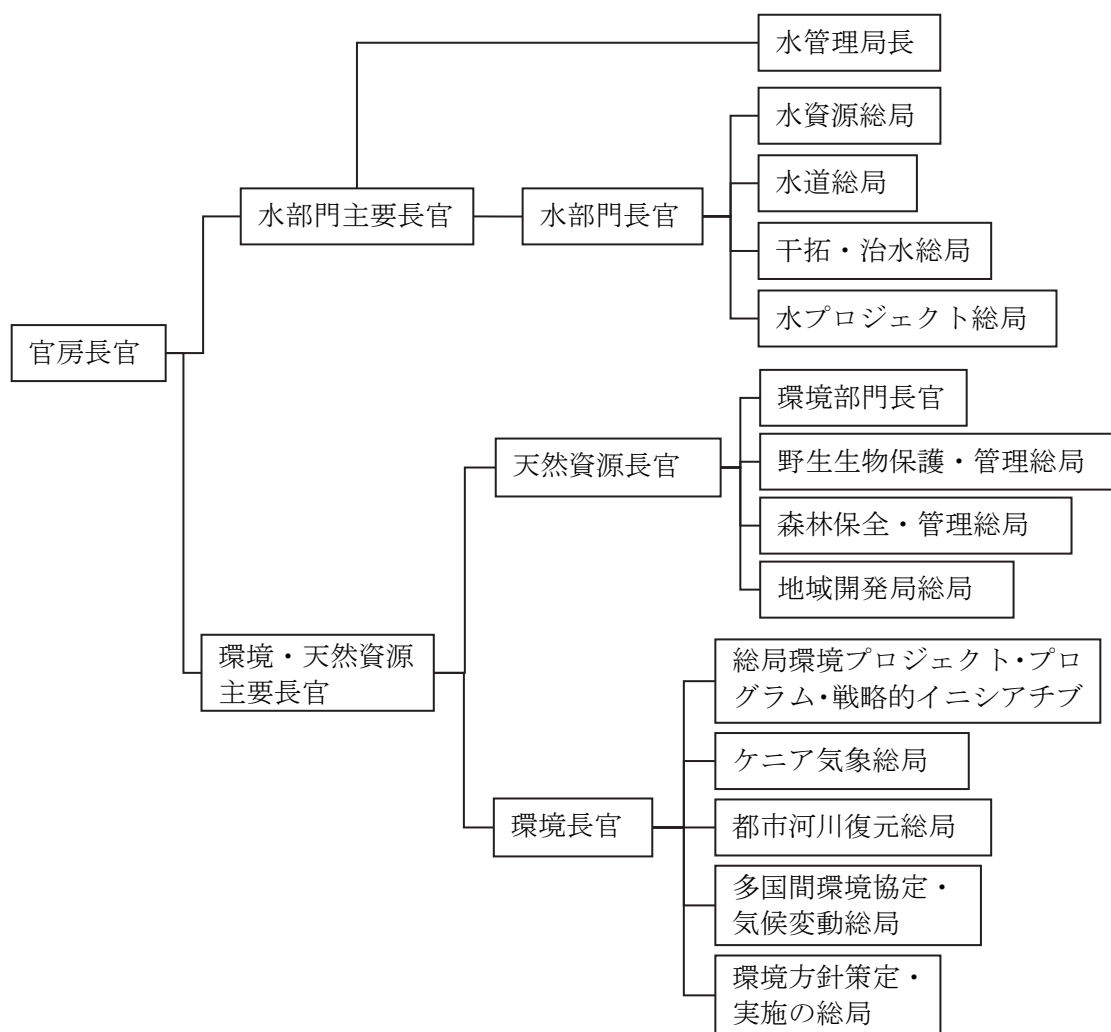 水管理局長
水資源総局
水道総局
水部門主要長官
水部門長官
干拓・治水総局
水プロジェクト総局
官房長官
環境部門長官
天然資源長官
野生生物保護・管理総局
森林保全・管理総局
地域開発局総局
環境・天然資源
主要長官
総局環境プロジェクト・プロ
グラム・戦略的イニシアチブ
ケニア気象総局
環境長官
都市河川復元総局
多国間環境協定・
気候変動総局
環境方針策定・
実施の総局